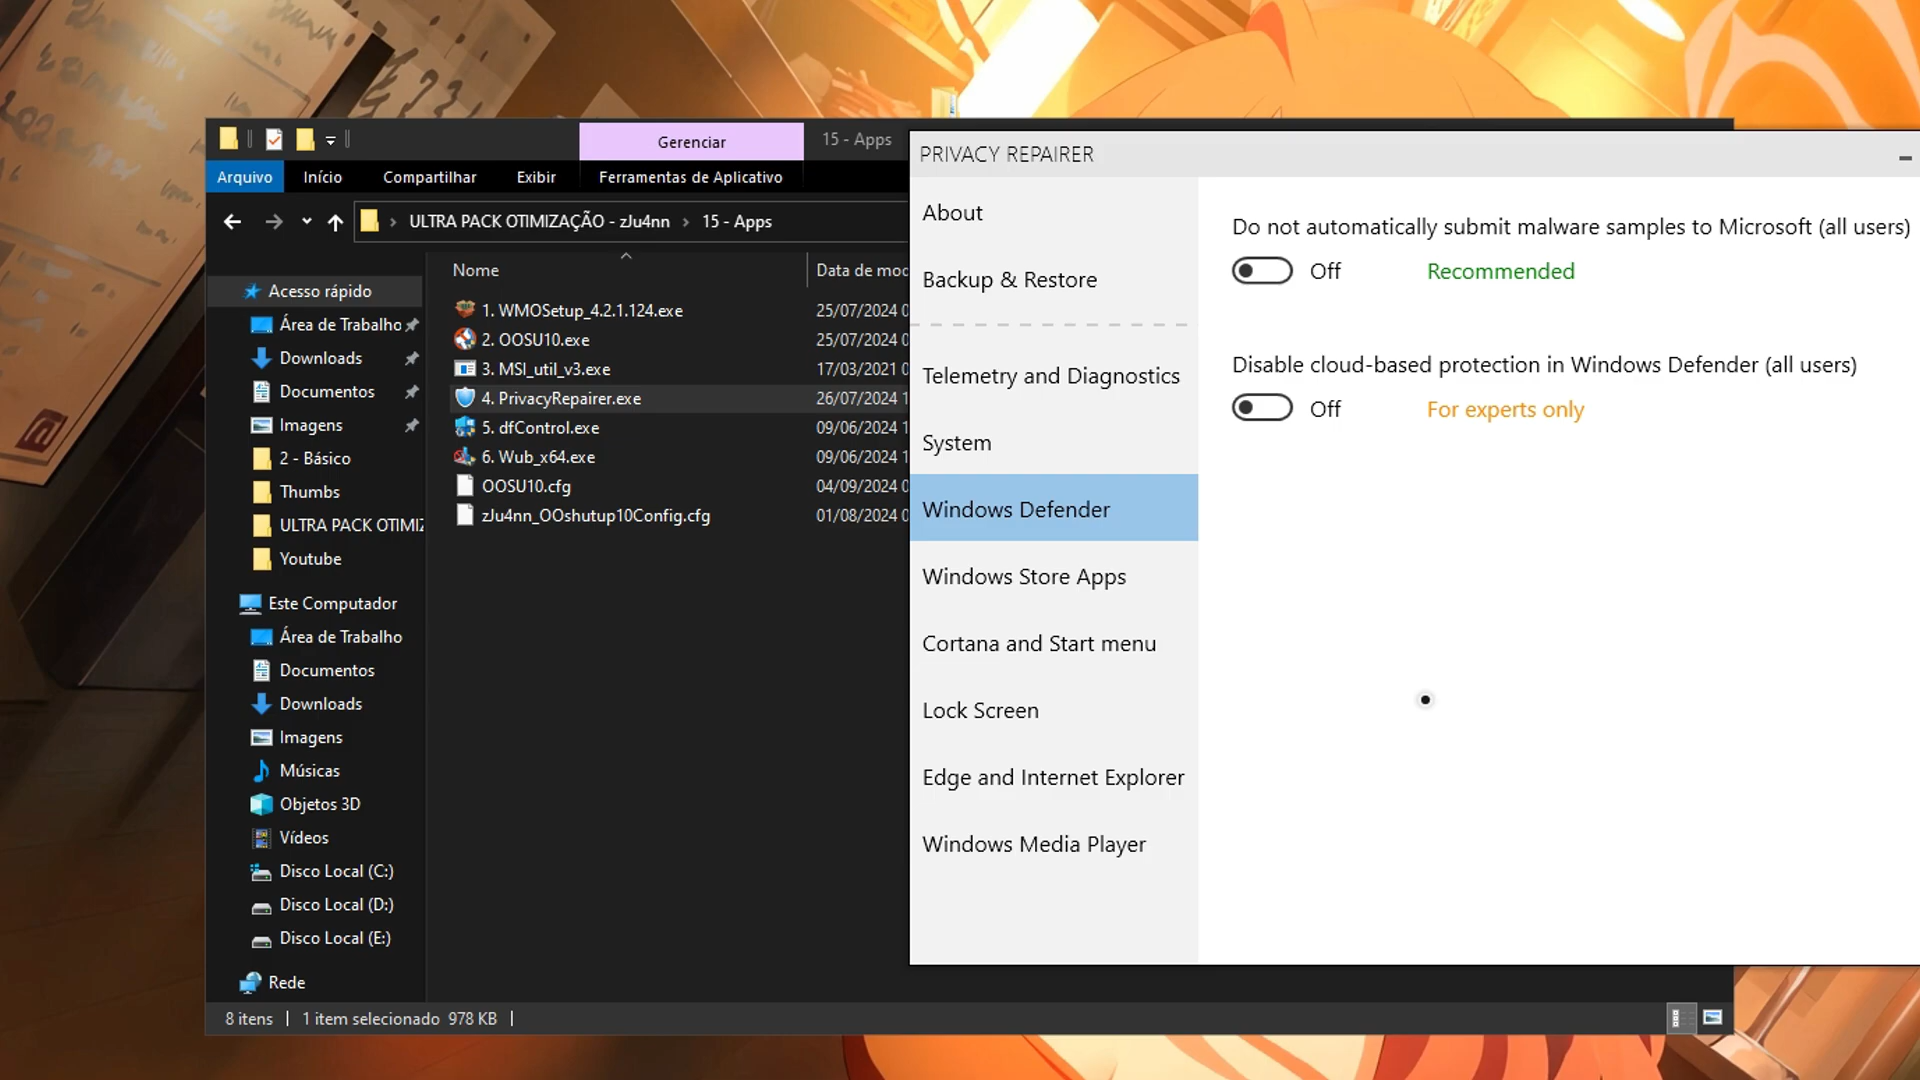 Gerenciar
15 - Apps
Arquivo
Início
Compartilhar
Exibir
Ferramentas de Aplicativo
ULTRA PACK OTIMIZAÇÃO - zJu4nn
15 - Apps
Nome
Data de moc
1. WMOSetup_4.2.1.124.exe
25/07/2024 0
2. OOSU10.exe
25/07/2024 0
3. MSI_util_v3.exe
17/03/2021 0
4. PrivacyRepairer.exe
26/07/2024 1
5. dfControl.exe
09/06/2024 1
6. Wub_x64.exe
09/06/2024 1
OOSU10.cfg
04/09/2024 0
zJu4nn_OOshutup10Config.cfg
01/08/2024 0
Acesso rápido
Área de Trabalho
Downloads
Documentos
Imagens
2 - Básico
Thumbs
ULTRA PACK OTIMIZ
Youtube
Este Computador
Área de Trabalho
Documentos
Downloads
Imagens
Músicas
Objetos 3D
Vídeos
Disco Local (C:)
Disco Local (D:)
Disco Local (E:)
Rede
8 itens
1 item selecionado 978 KB
PRIVACY REPAIRER
About
Backup & Restore
Telemetry and Diagnostics
System
Windows Defender
Windows Store Apps
Cortana and Start menu
Lock Screen
Edge and Internet Explorer
Windows Media Player
Do not automatically submit malware samples to Microsoft (all users)
Off
Recommended
Disable cloud-based protection in Windows Defender (all users)
Off
For experts only